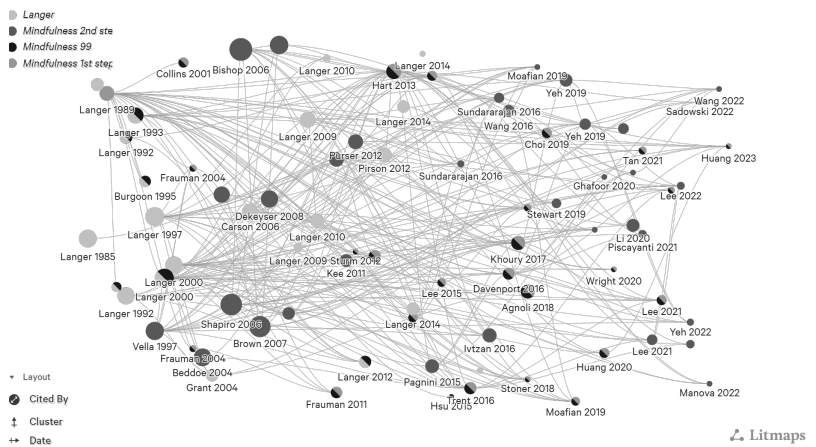 Langer
Mindfulness 2nd ste
Mindfulness 99
Mindfulness 1st step
Collins 2001
Bishop 2006
Langer 2010
Langer 2014
Hart 2013
Moafian 2019
Yeh 2019
Wang 2022
Sadowski 2022
Langer 1989
Langer 1993
Langer 1992
Langer 2009
Langer 2014
Sundararajan 2016
Wang 2016
Choi 2019
Yeh 2019
Purser 2012
Pirson 2012
Sundararajan 2016
Tan 2021
Huang 2023
Frauman 2004
Burgoon 1995
Ghafoor 2020
Lee 2022
Langer 1997
Dekeyser 2008
Carson 2006
Langer 2010
Stewart 2019
Li 2020
Piscayanti 2021
Langer 1985
Langer 2009
Sturm 2012
Kee 2011
Khoury 2017
Langer 2000
Langer 2000
Langer 1992
Lee 2015
Davenport 2016
Agnoli 2018
Wright 2020
Lee 2021
Shapiro 2006
Brown 2007
Langer 2014
Yeh 2022
Vella 1997
Frauman 2004
Beddoe 2004
Grant 2004
Ivtzan 2016
Lee 2021
Huang 2020
Langer 2012
Pagnini 2015
Stoner 2018
Manova 2022
Frauman 2011
Hsu 2015
Trent 2016
Moafian 2019
Layout
Cited By
Cluster
Date
Litmaps